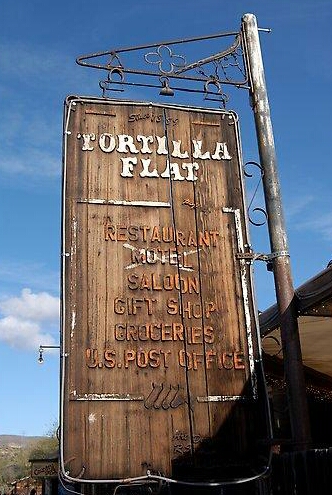 TORTILLA
FLAT
RESTAURANT
MOTEL
SALOON
GIFT SHOP
GROCERIES
U.S. POST OFFICE